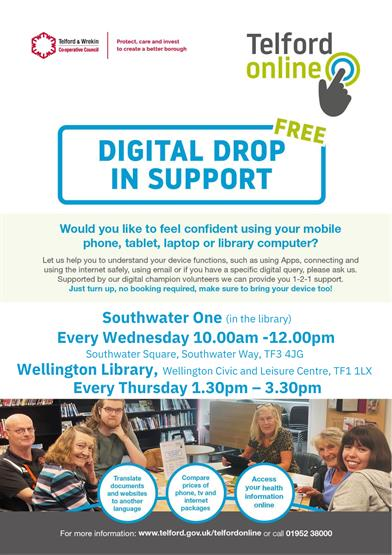 Telford & Wrekin
Co-operative Council
Protect, care and invest
to create a better borough
Telford
online
FREE
DIGITAL DROP
IN SUPPORT
Would you like to feel confident using your mobile
phone, tablet, laptop or library computer?
Let us help you to understand your device functions, such as using Apps, connecting and
using the internet safely, using email or if you have a specific digital query, please ask us.
Supported by our digital champion volunteers we can provide you 1-2-1 support.
Just turn up, no booking required, make sure to bring your device too!
Southwater One (in the library)
Every Wednesday 10.00am -12.00pm
Southwater Square, Southwater Way, TF3 4JG
Wellington Library, Wellington Civic and Leisure Centre, TF1 1LX
Every Thursday 1.30pm – 3.30pm
Translate
documents
and websites
to another
language
Compare
prices of
phone, tv and
internet
packages
Access
your health
information
online
For more information: www.telford.gov.uk/telfordonline or call 01952 38000